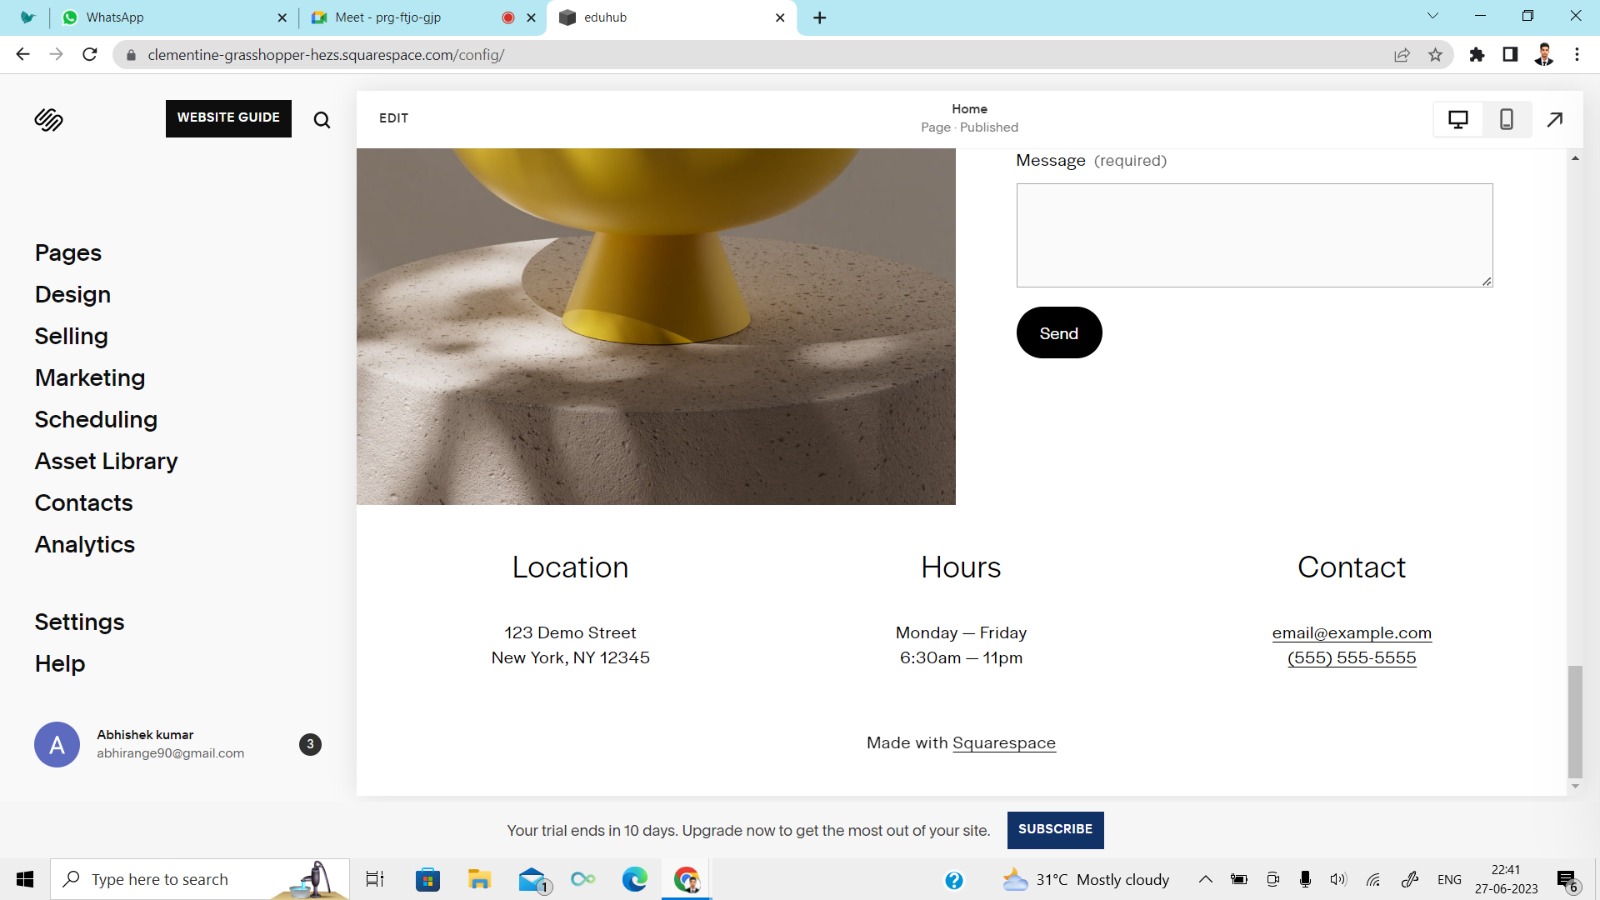 WhatsApp
Meet - prg-ftjo-gjp
eduhub
clementine-grasshopper-hezs.squarespace.com/config/
WEBSITE GUIDE
EDIT
Home
Page · Published
Pages
Design
Selling
Marketing
Scheduling
Asset Library
Contacts
Analytics
Settings
Help
A
Abhishek kumar
abhirange90@gmail.com
3
Message (required)
Send
Location
123 Demo Street
New York, NY 12345
Hours
Monday — Friday
6:30am — 11pm
Contact
email@example.com
(555) 555-5555
Made with Squarespace
Your trial ends in 10 days. Upgrade now to get the most out of your site.
SUBSCRIBE
Type here to search
1
31°C Mostly cloudy
ENG
22:41
27-06-2023
6